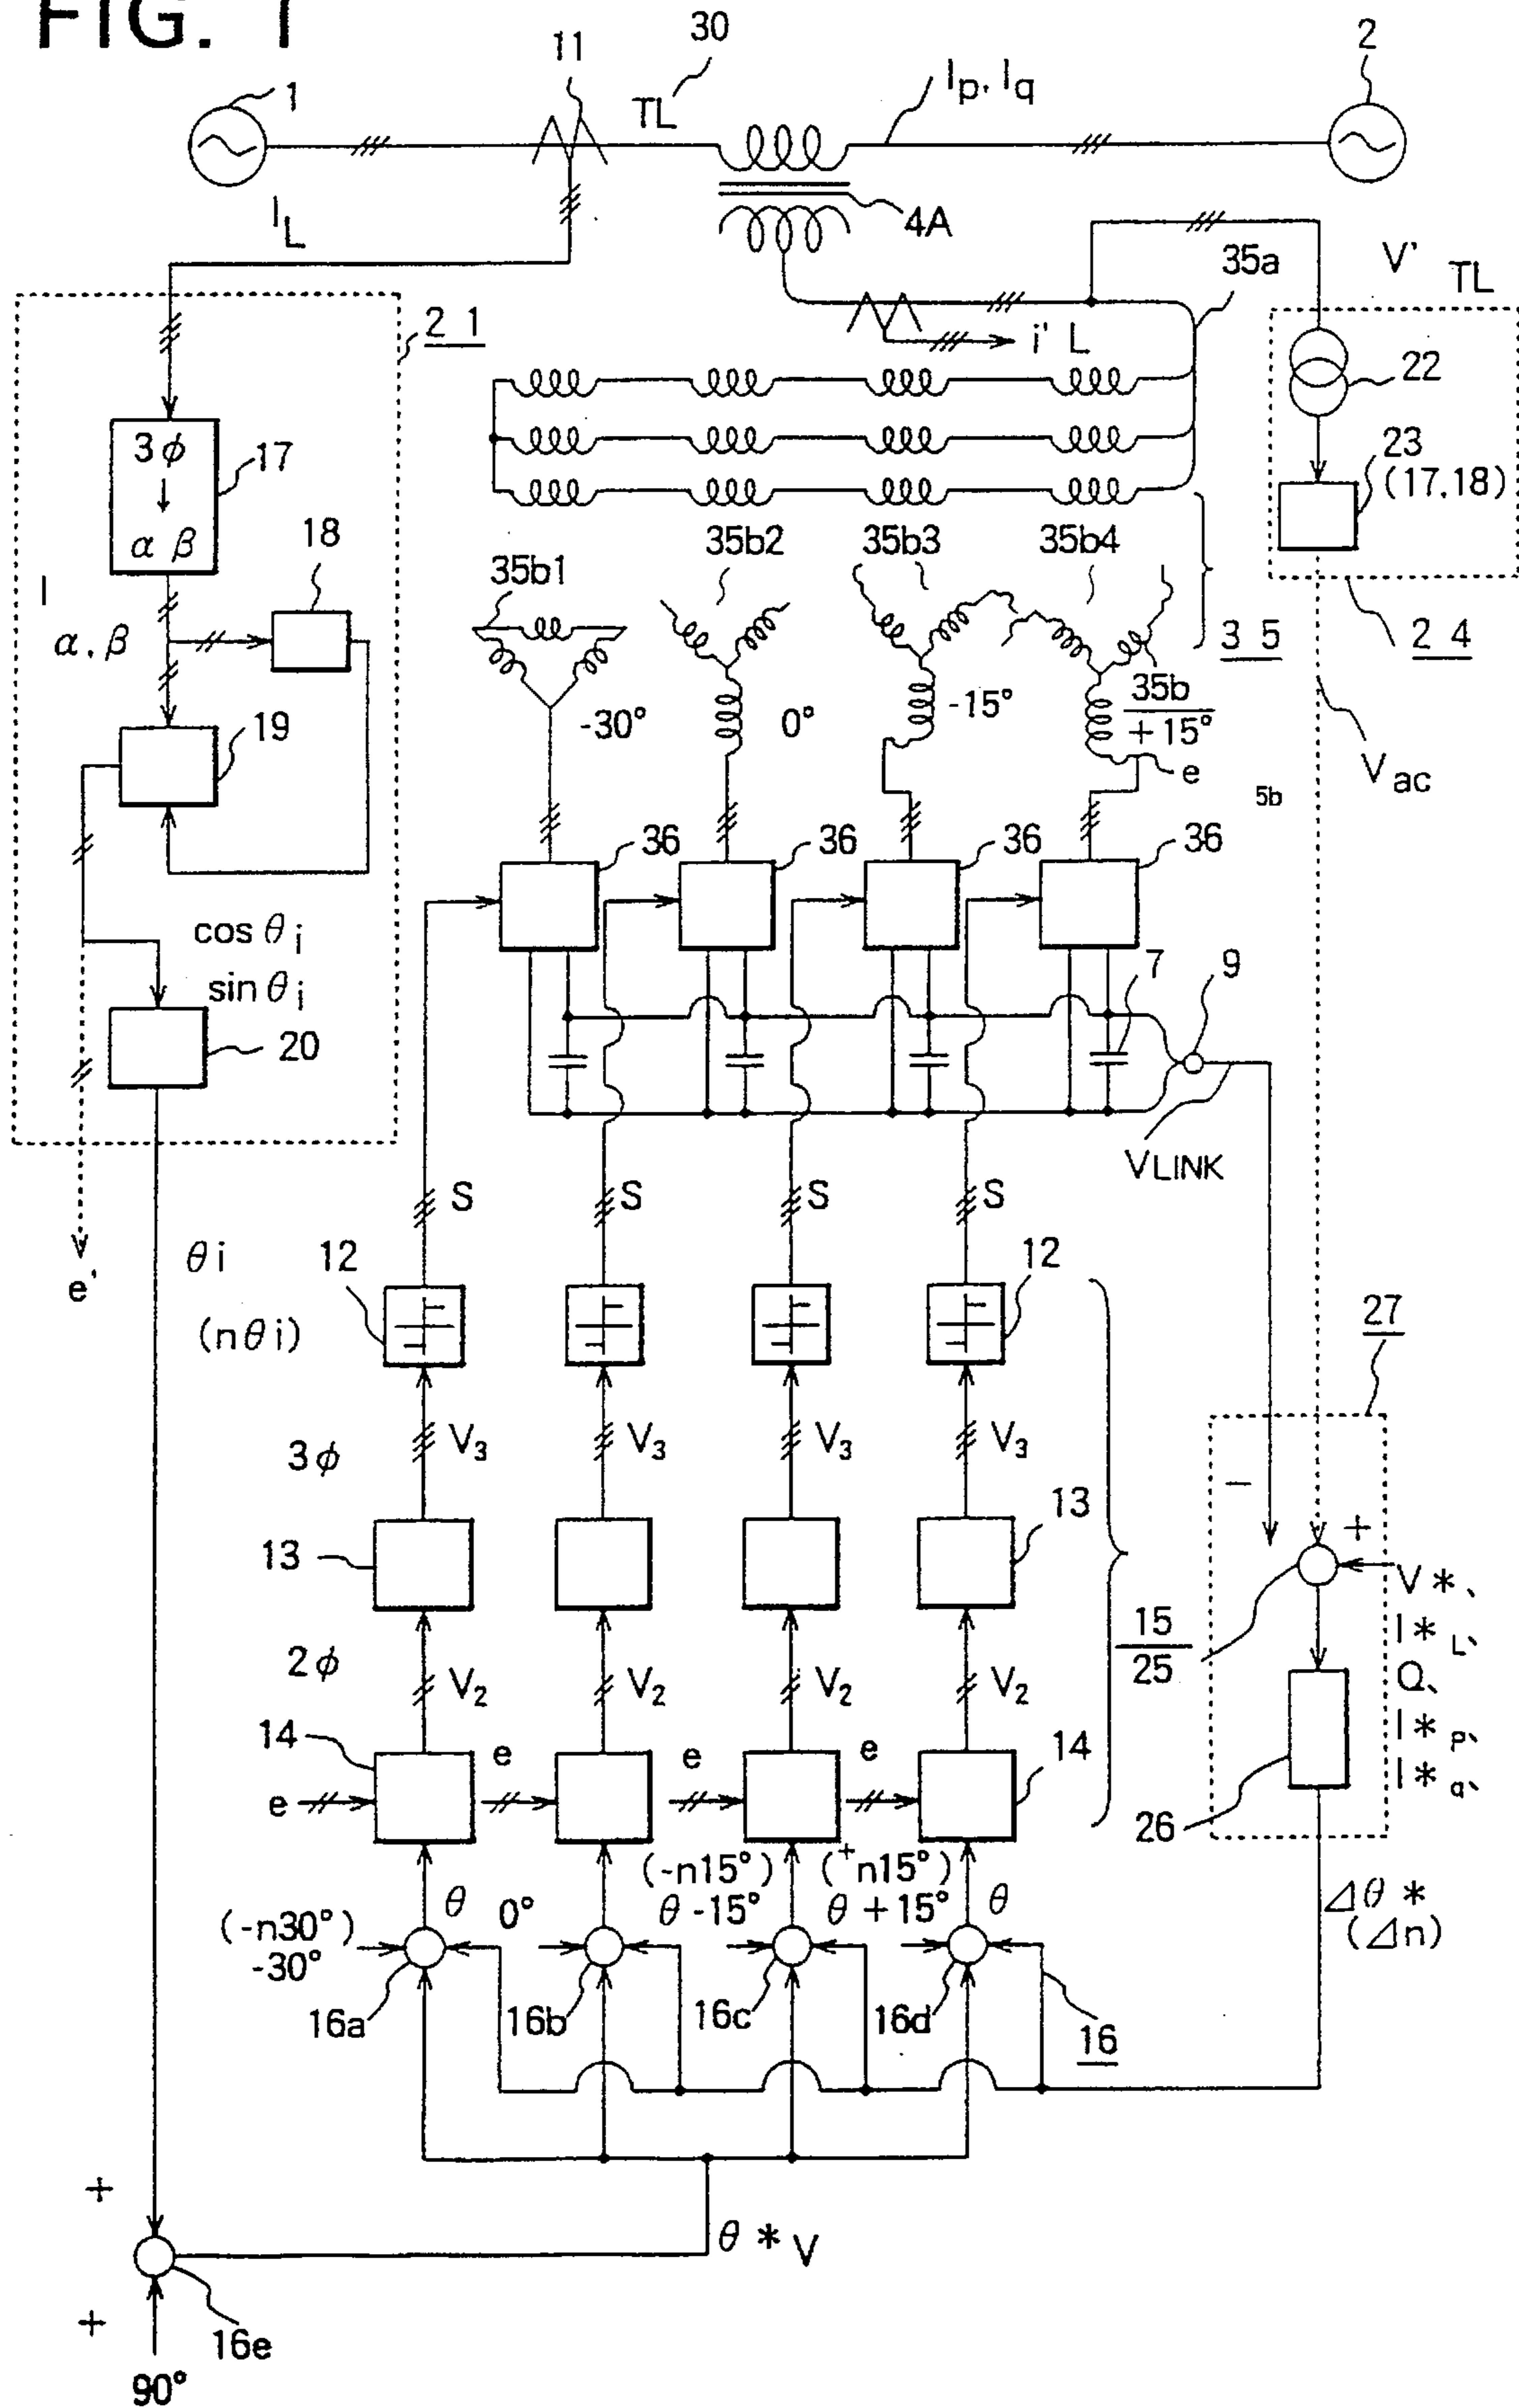 FIG. 1
30
11
2
1
TL
Ip, Iq
IL
4A
V'
TL
35a
i' L
2 1
22
3φ
↓
α β
17
23
(17,18)
18
35b2
35b3
35b4
35b1
I
α, β
3 5
2 4
-30°
0°
-15°
35b
+15°
19
e
Vac
5b
36
36
36
36
cos θi
sin θi
7
9
20
VLINK
S
S
S
S
θi
e'
12
12
(nθi)
27
V3
V3
V3
V3
3φ
−
13
13
+
V*、
I*L、
Q、
I*p、
I*q、
15
25
2φ
V2
V2
V2
V2
14
e
e
e
e
14
26
(-n15°)
(+n15°)
θ
0°
θ -15°
θ +15°
θ
Δθ*
(Δn)
(-n30°)
-30°
16a
16b
16c
16d
16
+
θ*V
+
16e
90°